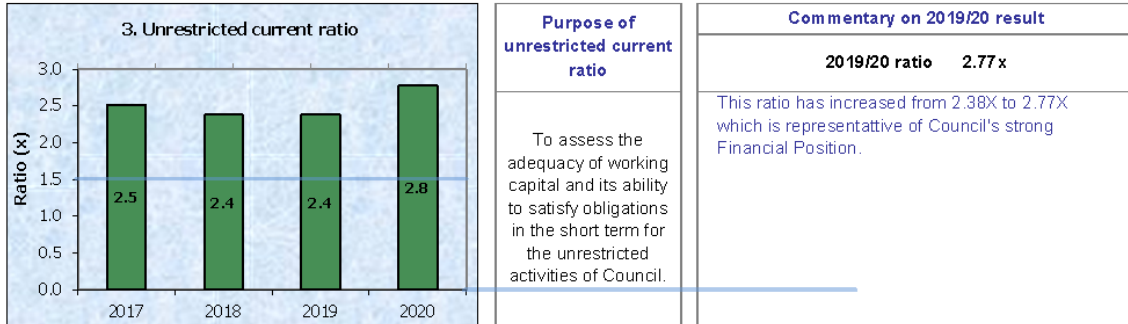 3. Unrestricted current ratio
Ratio (x)
3.0
2.5
2.0
1.5
1.0
0.5
0.0
2.5
2.4
2.4
2.8
2017 2018 2019 2020
Purpose of
unrestricted current
ratio
To assess the
adequacy of working
capital and its ability
to satisfy obligations
in the short term for
the unrestricted
activities of Council.
Commentary on 2019/20 result
2019/20 ratio 2.77 x
This ratio has increased from 2.38X to 2.77X
which is representattive of Council's strong
Financial Position.